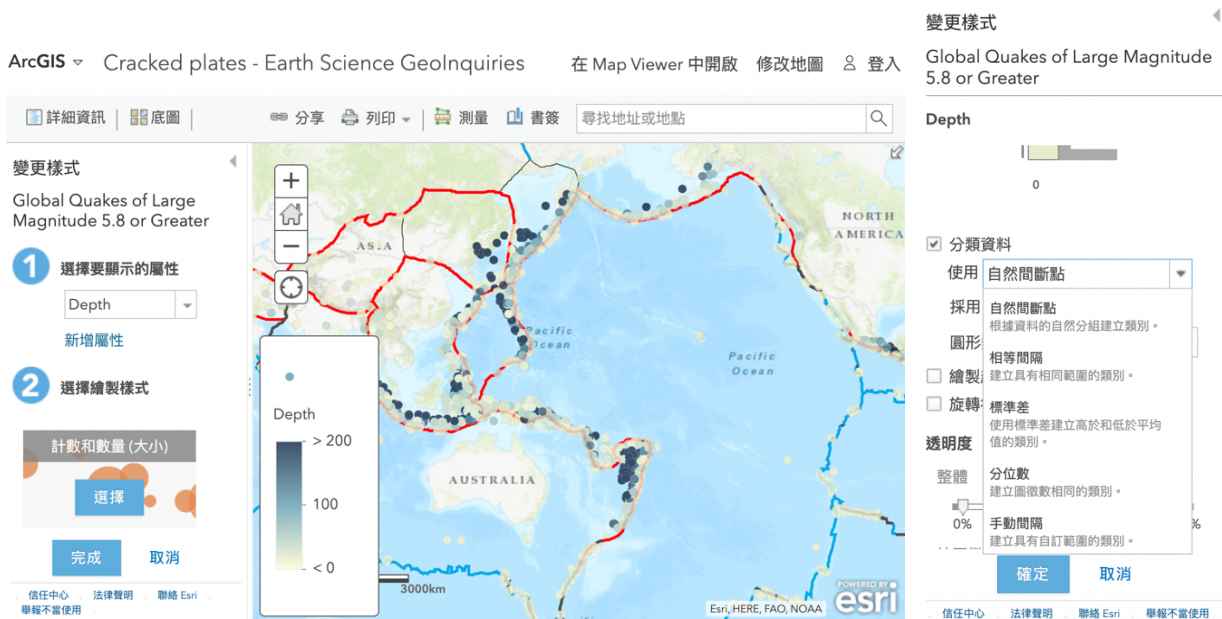 ArcGIS Cracked plates - Earth Science GeoInquiries 在 Map Viewer 中開啟 修改地圖 登入
詳細資訊 底圖 分享 列印 測量 書簽 尋找地址或地點
變更樣式
Global Quakes of Large
Magnitude 5.8 or Greater
1 選擇要顯示的屬性
Depth
新增屬性
2 選擇繪製樣式
計數和數量 (大小)
選擇
完成 取消
信任中心 法律聲明 聯絡 Esri
舉報不當使用
+
−
ASIA
NORTH
AMERICA
Pacific
Ocean
Pacific
Ocean
AUSTRALIA
Depth
> 200
100
< 0
3000km
Esri, HERE, FAO, NOAA
POWERED BY
esri
變更樣式
Global Quakes of Large Magnitude
5.8 or Greater
Depth
0
分類資料
使用 自然間斷點
採用
圓形
繪製
旋轉
透明度
整體
0%
%
自然間斷點
根據資料的自然分組建立類別。
相等間隔
建立具有相同範圍的類別。
標準差
使用標準差建立高於和低於平均
值的類別。
分位數
建立圖徵數相同的類別。
手動間隔
建立具有自訂範圍的類別。
確定 取消
信任中心 法律聲明 聯絡 Esri 舉報不當使用